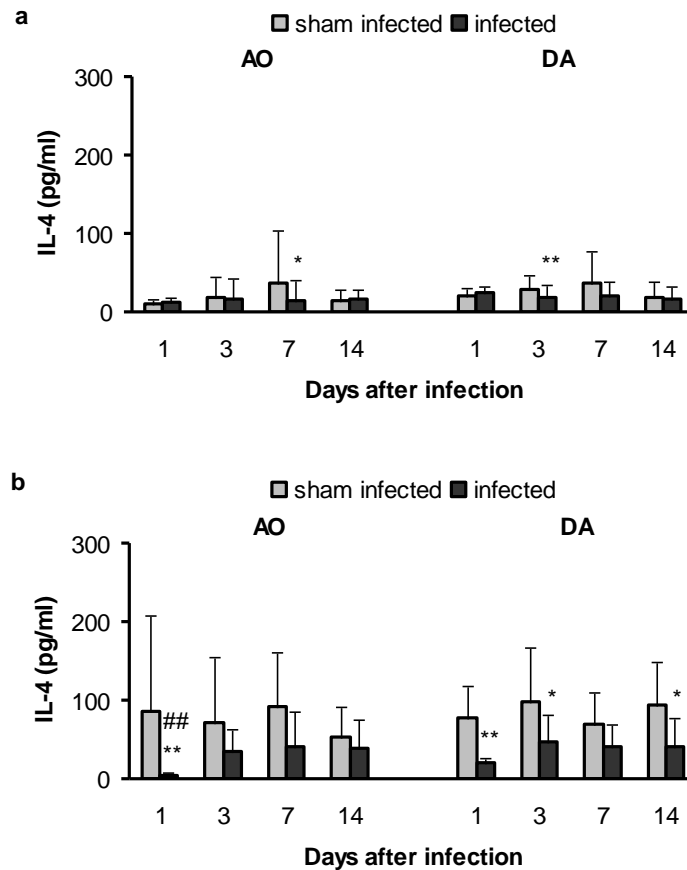 a
sham infected infected
AO DA
300
200
100
0
IL-4 (pg/ml)
* **
1 3 7 14 1 3 7 14
Days after infection
b
sham infected infected
AO DA
300
200
100
0
IL-4 (pg/ml)
##
** ** * *
1 3 7 14 1 3 7 14
Days after infection